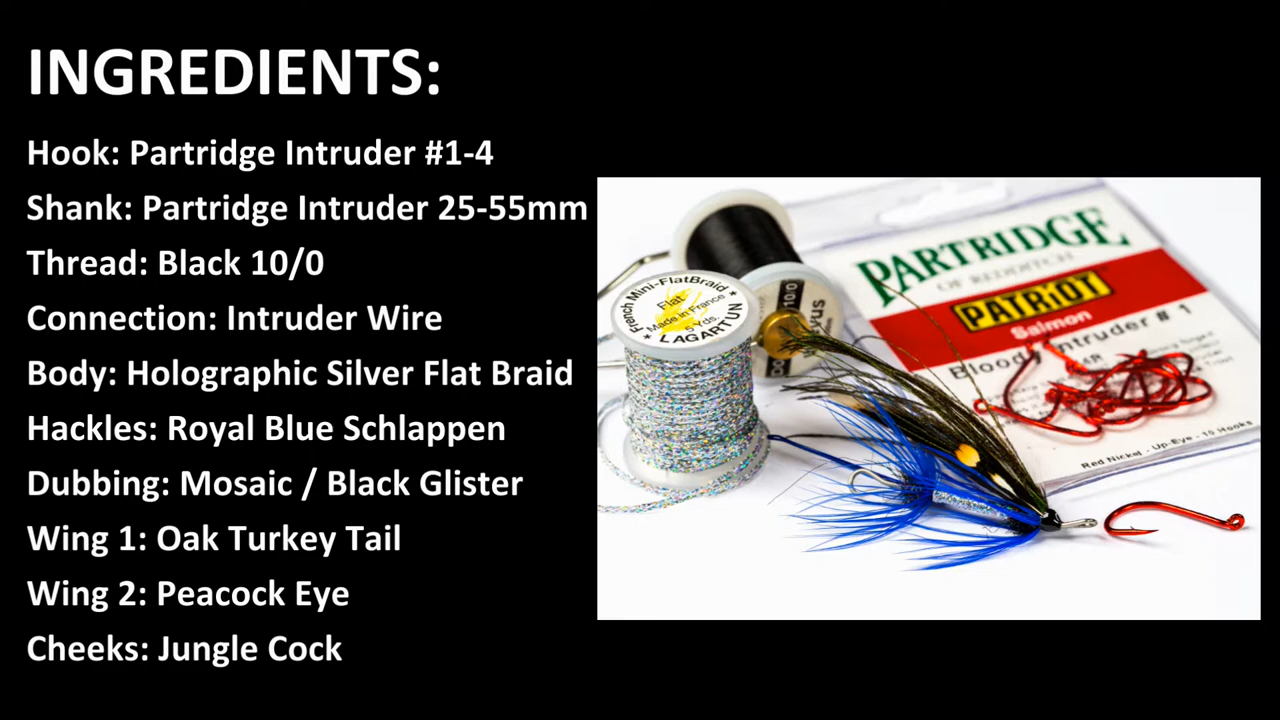 INGREDIENTS:
Hook: Partridge Intruder #1-4
Shank: Partridge Intruder 25-55mm
Thread: Black 10/0
Connection: Intruder Wire
Body: Holographic Silver Flat Braid
Hackles: Royal Blue Schlappen
Dubbing: Mosaic / Black Glister
Wing 1: Oak Turkey Tail
Wing 2: Peacock Eye
Cheeks: Jungle Cock
French Mini-FlatBraid
Flat
Made in France
5 Yds.
* LAGARTUN *
10/0
PARTRIDGE
OF REDDITCH
PATRIOT
Salmon
Intruder # 1
Red Nickel - Up-Eye - 10 Hooks